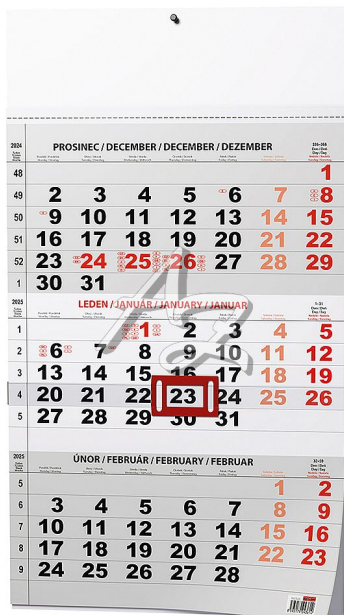 2024 PROSINEC / DECEMBER / DECEMBER / DEZEMBER
48 1
49 2 3 4 5 6 7 8
50 9 10 11 12 13 14 15
51 16 17 18 19 20 21 22
52 23 24 25 26 27 28 29
1 30 31
2025 LEDEN / JANUÁR / JANUARY / JANUAR 1-31
1 1 2 3 4 5
2 6 7 8 9 10 11 12
3 13 14 15 16 17 18 19
4 20 21 22 23 24 25 26
5 27 28 29 30 31
2025 ÚNOR / FEBRUÁR / FEBRUARY / FEBRUAR 32-59
5 1 2
6 3 4 5 6 7 8 9
7 10 11 12 13 14 15 16
8 17 18 19 20 21 22 23
9 24 25 26 27 28